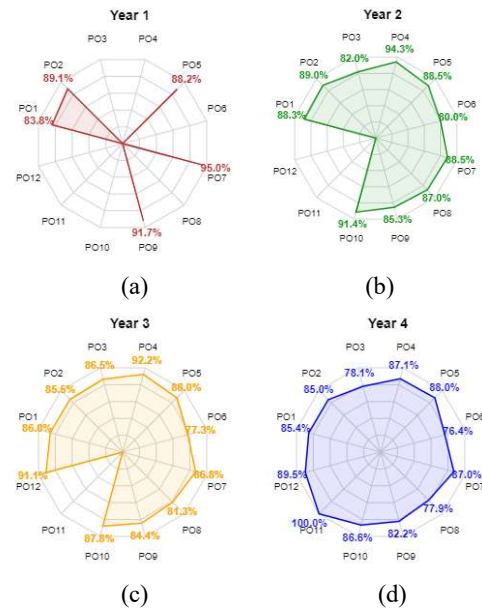 Year 1
PO3 PO4
PO2 PO5
89.1% 88.2%
PO1 PO6
83.8%
95.0%
PO12 PO7
PO11 PO8
91.7%
PO10 PO9
(a)
Year 2
94.3%
PO3 PO4
82.0%
PO2 PO5
89.0% 88.5%
PO1 PO6
88.3% 80.0%
88.5%
PO12 PO7
87.0%
PO11 PO8
91.4% 85.3%
PO10 PO9
(b)
Year 3
PO3 PO4
86.5% 92.2%
PO2 PO5
85.5% 88.0%
PO1 PO6
86.0% 77.3%
91.1% 86.8%
PO12 PO7
81.3%
PO11 PO8
87.8% 84.4%
PO10 PO9
(c)
Year 4
PO3 PO4
78.1% 87.1%
PO2 PO5
85.0% 88.0%
PO1 PO6
85.4% 76.4%
89.5% 87.0%
PO12 PO7
77.9%
100.0% PO8
PO11
86.6% 82.2%
PO10 PO9
(d)